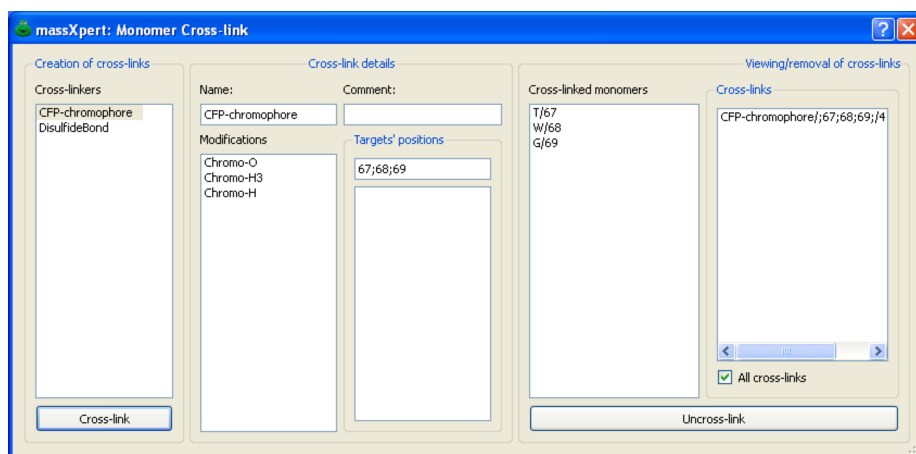 massXpert: Monomer Cross-link
Creation of cross-links
Cross-linkers
CFP-chromophore
DisulfideBond
Cross-link
Cross-link details
Name:
Comment:
CFP-chromophore
Modifications
Chromo-O
Chromo-H3
Chromo-H
Targets' positions
67;68;69
Viewing/removal of cross-links
Cross-linked monomers
T/67
W/68
G/69
Cross-links
CFP-chromophore/;67;68;69;/4
All cross-links
Uncross-link